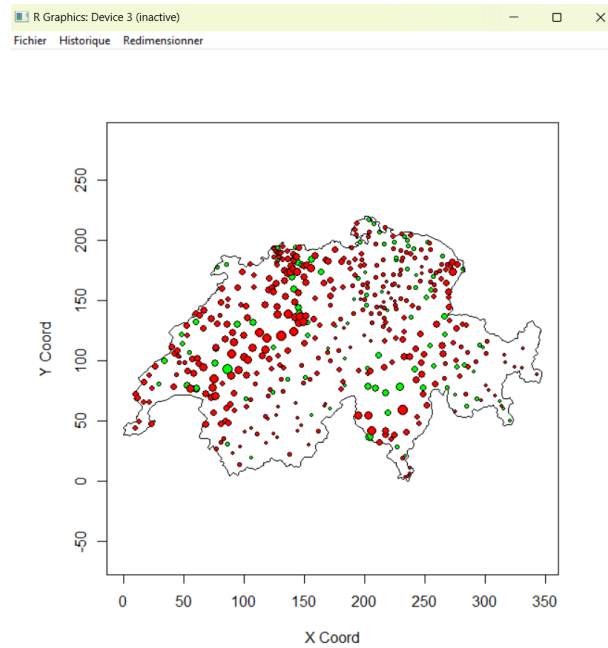 R Graphics: Device 3 (inactive)
Fichier Historique Redimensionner
250
200
150
100
50
0
-50
Y Coord
0 50 100 150 200 250 300 350
X Coord